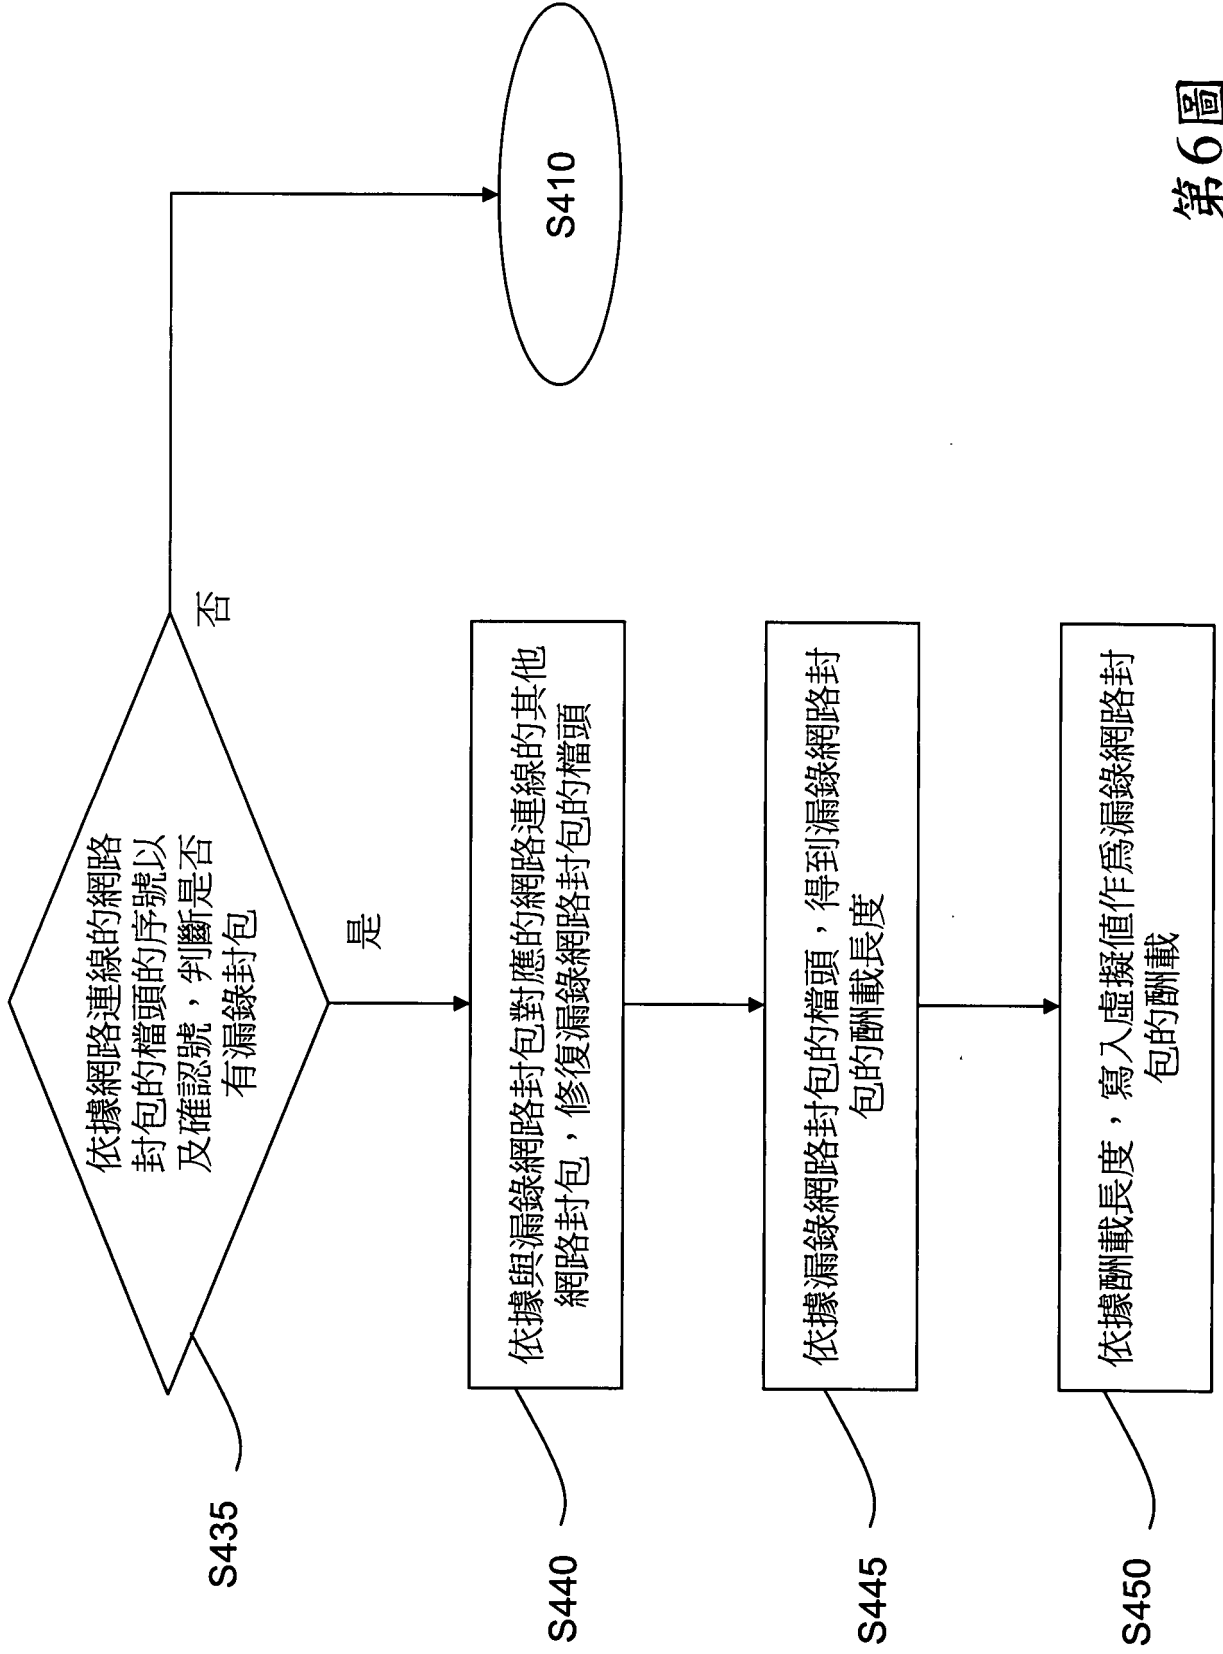 依據網路連線的網路
封包的檔頭的序號以
及確認號，判斷是否
有漏錄封包
S435
否
S410
是
依據與漏錄網路封包對應的網路連線的其他
網路封包，修復漏錄網路封包的檔頭
S440
依據漏錄網路封包的檔頭，得到漏錄網路封
包的酬載長度
S445
依據酬載長度，寫入虛擬值作爲漏錄網路封
包的酬載
S450
第6圖